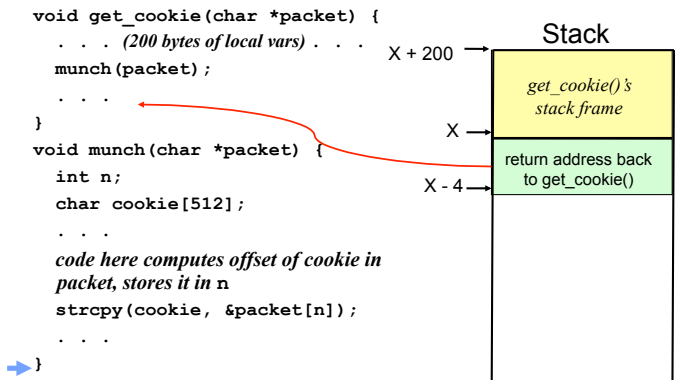 void get_cookie(char *packet) {
. . . (200 bytes of local vars) . . .
munch(packet);
. . .
}
void munch(char *packet) {
int n;
char cookie[512];
. . .
code here computes offset of cookie in
packet, stores it in n
strcpy(cookie, &packet[n]);
. . .
}
Stack
X + 200
get_cookie()'s
stack frame
X
return address back
to get_cookie()
X - 4